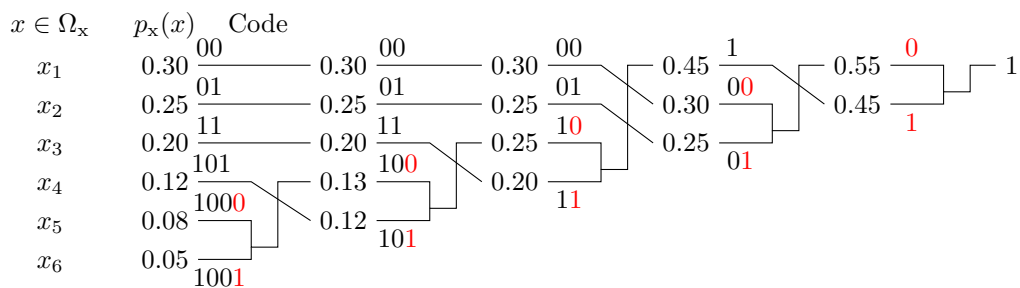 x ∈ Ωx px(x) Code
00 00 00 1 0
x1 0.30 0.30 0.30 0.45 0.55 1
01 01 01 00
x2 0.25 0.25 0.25 0.30 0.45
11 11 10 1
x3 0.20 0.20 0.25 0.25
101 100 01
x4 0.12 0.13 0.20
1000 11
x5 0.08 0.12
101
x6 0.05
1001